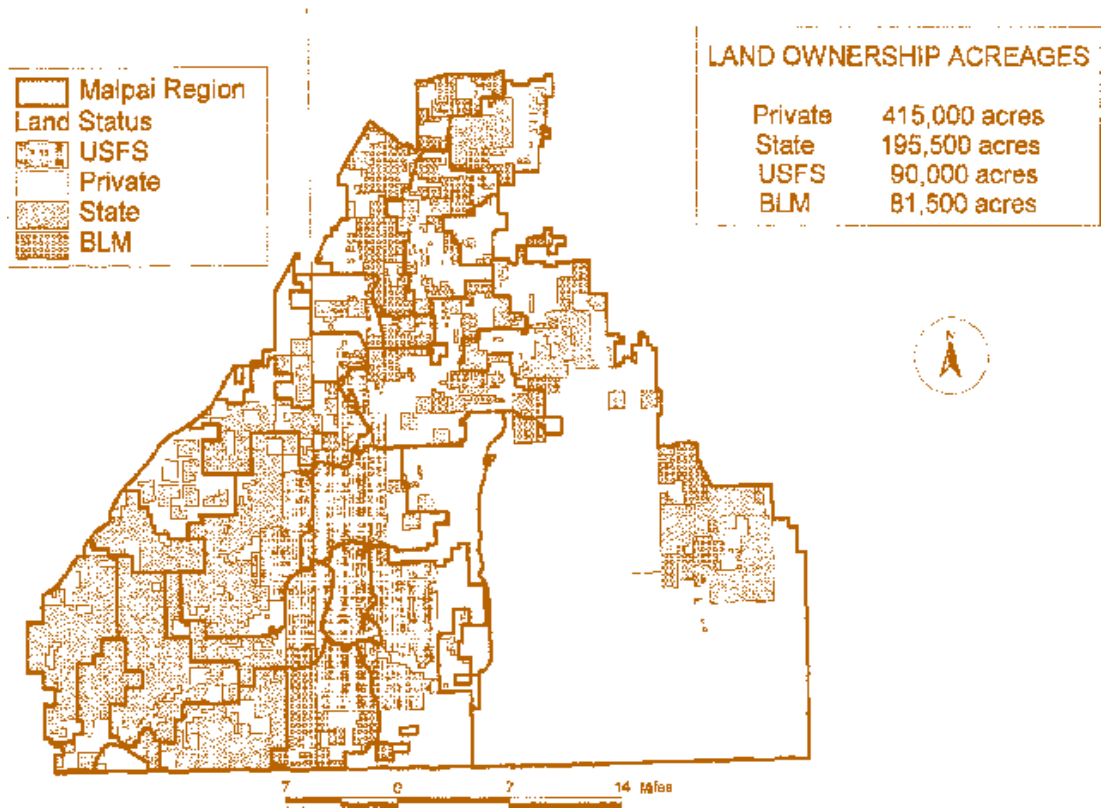 Malpai Region
Land Status
USFS
Private
State
BLM
LAND OWNERSHIP ACREAGES
Private 415,000 acres
State 195,500 acres
USFS 90,000 acres
BLM 81,500 acres
N
7 0 7 14 Miles